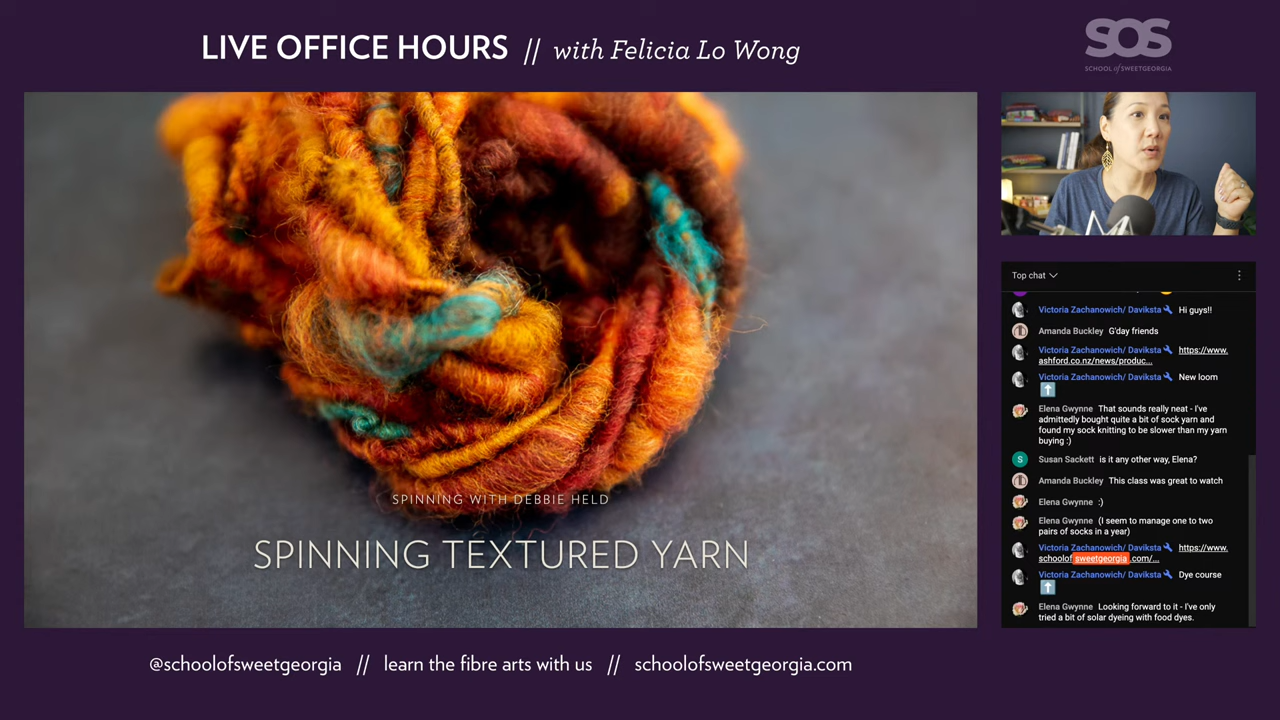 LIVE OFFICE HOURS // with Felicia Lo Wong
SOS
SCHOOL of SWEETGEORGIA
SPINNING WITH DEBBIE HELD
SPINNING TEXTURED YARN
Top chat
Victoria Zachanowich/ Daviksta Hi guys!!
Amanda Buckley G'day friends
Victoria Zachanowich/ Daviksta https://www.
ashford.co.nz/news/produc...
Victoria Zachanowich/ Daviksta New loom
Elena Gwynne That sounds really neat - I've
admittedly bought quite a bit of sock yarn and
found my sock knitting to be slower than my yarn
buying :)
S
Susan Sackett is it any other way, Elena?
Amanda Buckley This class was great to watch
Elena Gwynne :)
Elena Gwynne (I seem to manage one to two
pairs of socks in a year)
Victoria Zachanowich/ Daviksta https://www.
schoolofsweetgeorgia.com/...
Victoria Zachanowich/ Daviksta Dye course
Elena Gwynne Looking forward to it - I've only
tried a bit of solar dyeing with food dyes.
@schoolofsweetgeorgia // learn the fibre arts with us // schoolofsweetgeorgia.com